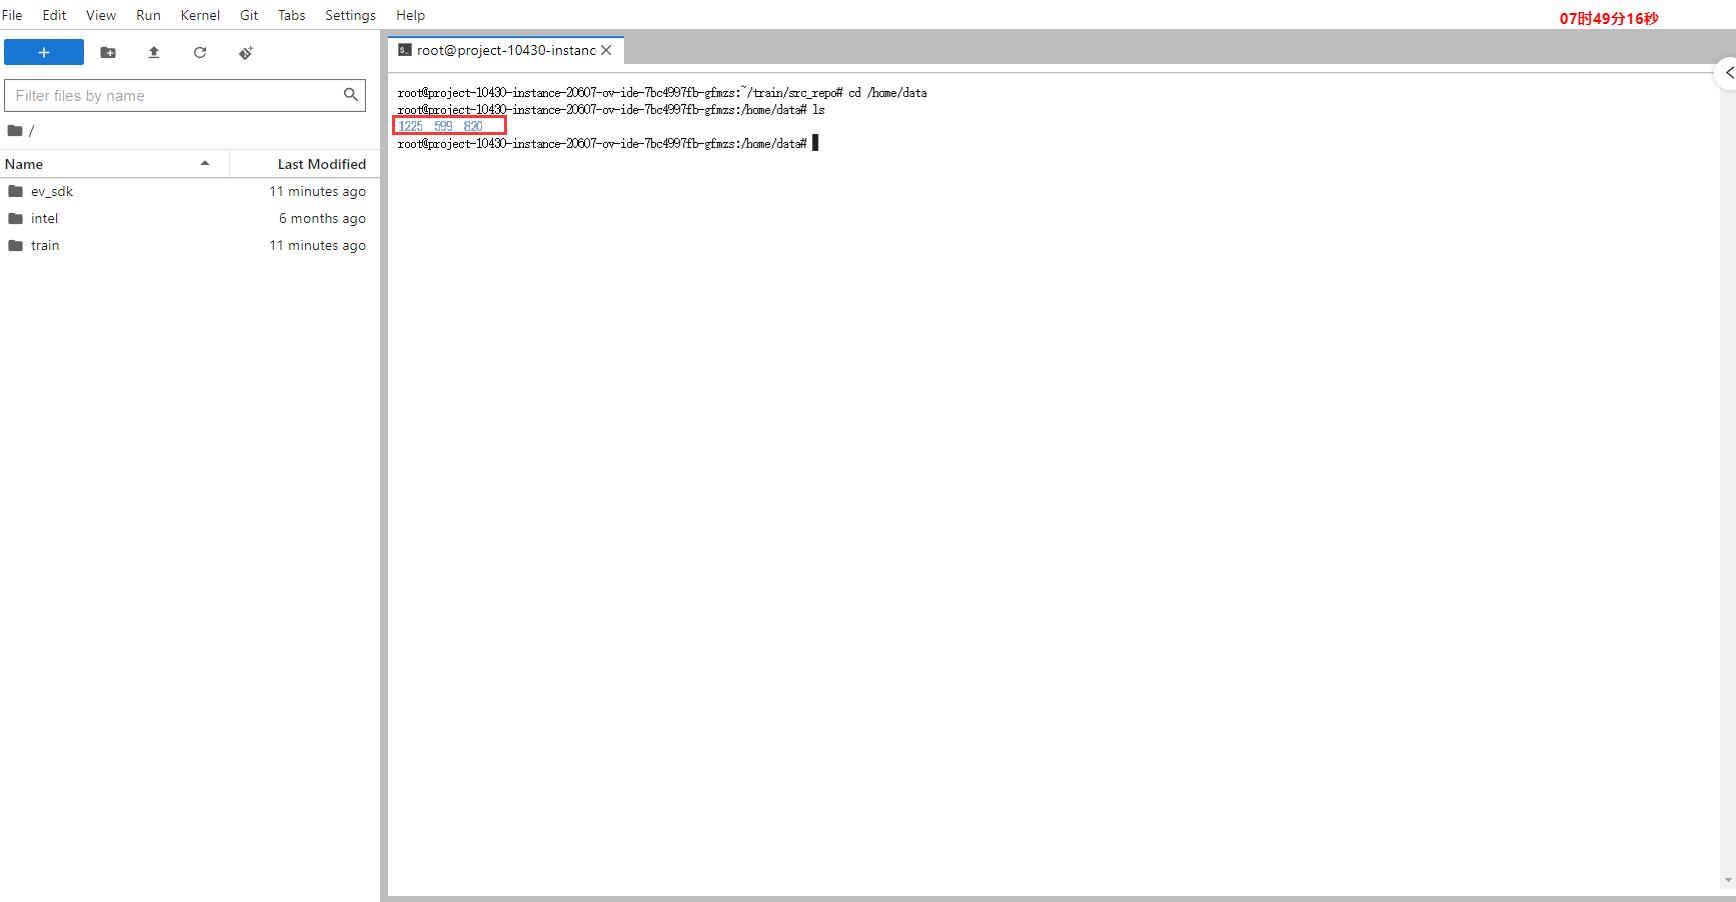 File Edit View Run Kernel Git Tabs Settings Help
07时49分16秒
root@project-10430-instanc
Filter files by name
/
Name Last Modified
ev_sdk 11 minutes ago
intel 6 months ago
train 11 minutes ago
root@project-10430-instance-20607-ov-ide-7bc4997fb-gfmzs:~/train/src_repo# cd /home/data
root@project-10430-instance-20607-ov-ide-7bc4997fb-gfmzs:/home/data# ls
1225 599 820
root@project-10430-instance-20607-ov-ide-7bc4997fb-gfmzs:/home/data#